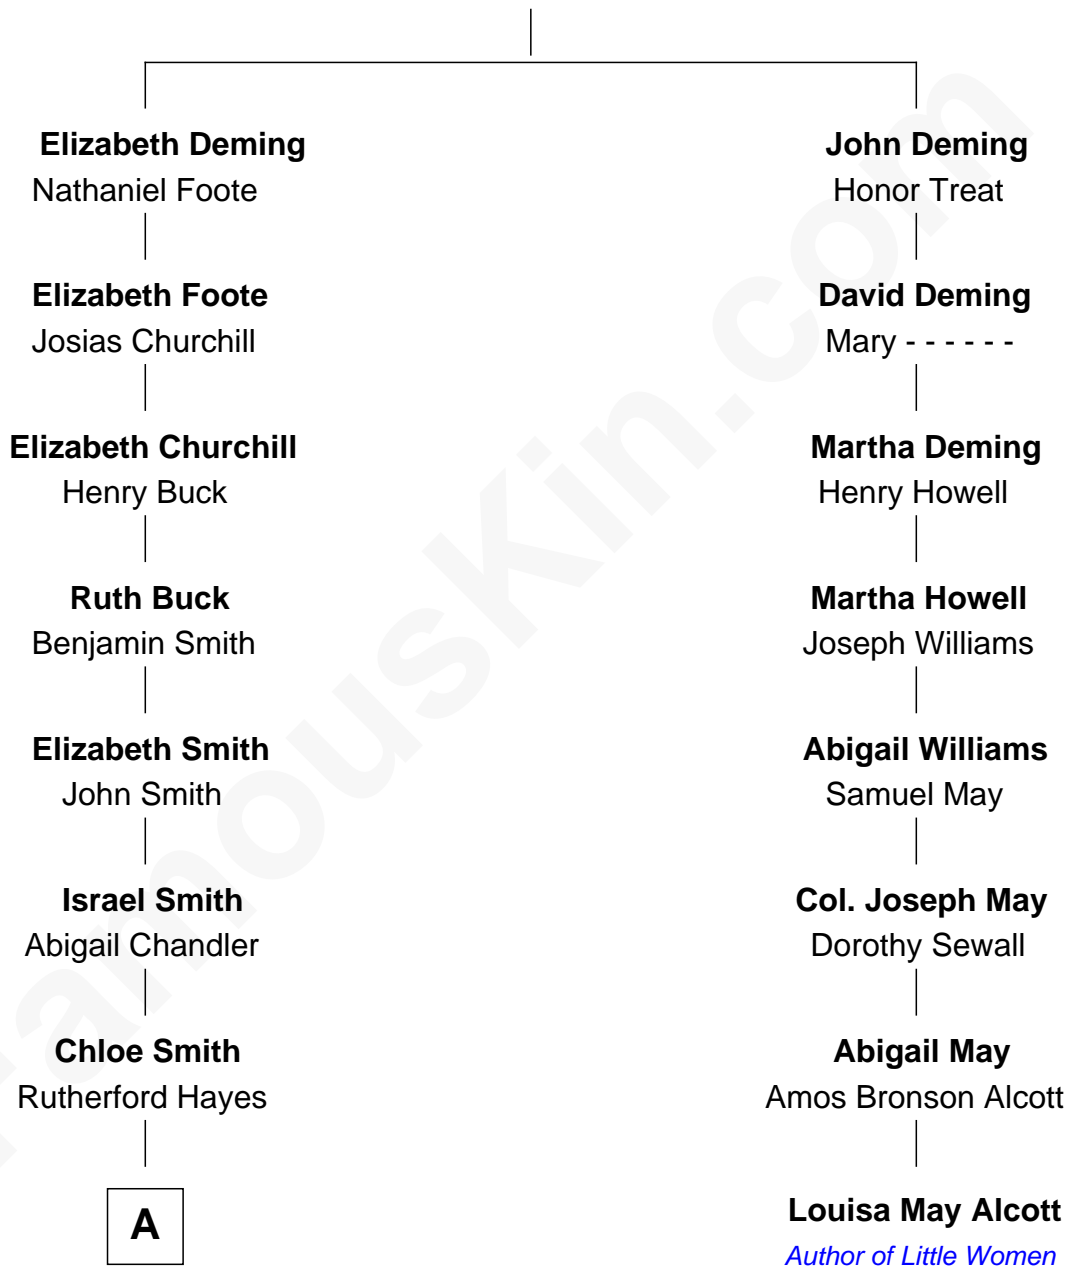 Elizabeth Deming
Nathaniel Foote
John Deming
Honor Treat
Elizabeth Foote
Josias Churchill
David Deming
Mary - - - - - -
Elizabeth Churchill
Henry Buck
Martha Deming
Henry Howell
Ruth Buck
Benjamin Smith
Martha Howell
Joseph Williams
Elizabeth Smith
John Smith
Abigail Williams
Samuel May
Israel Smith
Abigail Chandler
Col. Joseph May
Dorothy Sewall
Chloe Smith
Rutherford Hayes
Abigail May
Amos Bronson Alcott
A
Louisa May Alcott
Author of Little Women
FamousKin.com